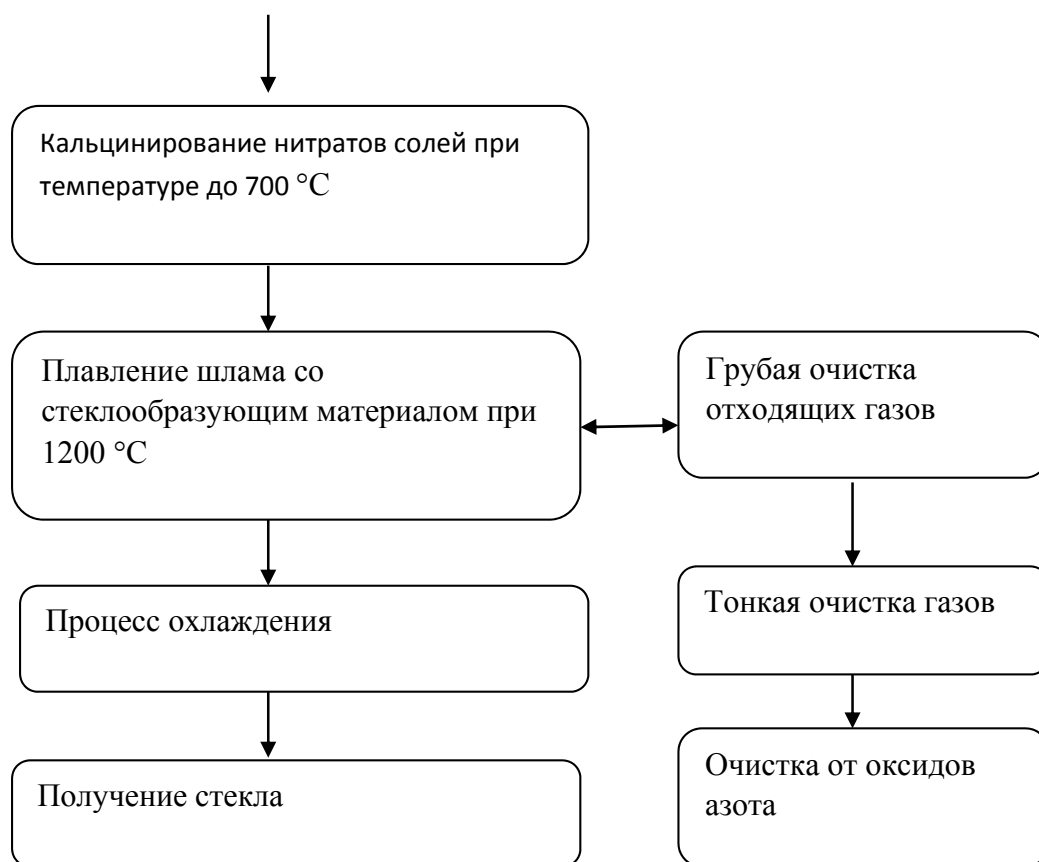 Кальцинирование нитратов солей при
температуре до 700 °C
Плавление шлама со
стеклообразующим материалом при
1200 °C
Грубая очистка
отходящих газов
Процесс охлаждения
Тонкая очистка газов
Получение стекла
Очистка от оксидов
азота